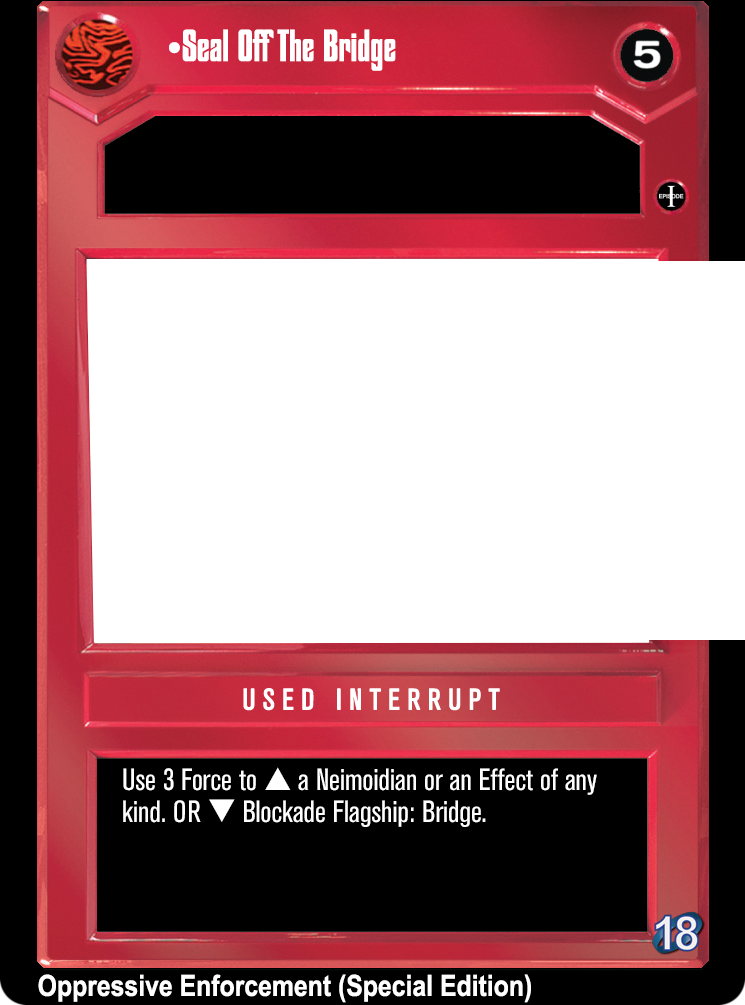 •Seal Off The Bridge
5
EPISODE I
USED INTERRUPT
Use 3 Force to ▲ a Neimoidian or an Effect of any
kind. OR ▼ Blockade Flagship: Bridge.
18
Oppressive Enforcement (Special Edition)